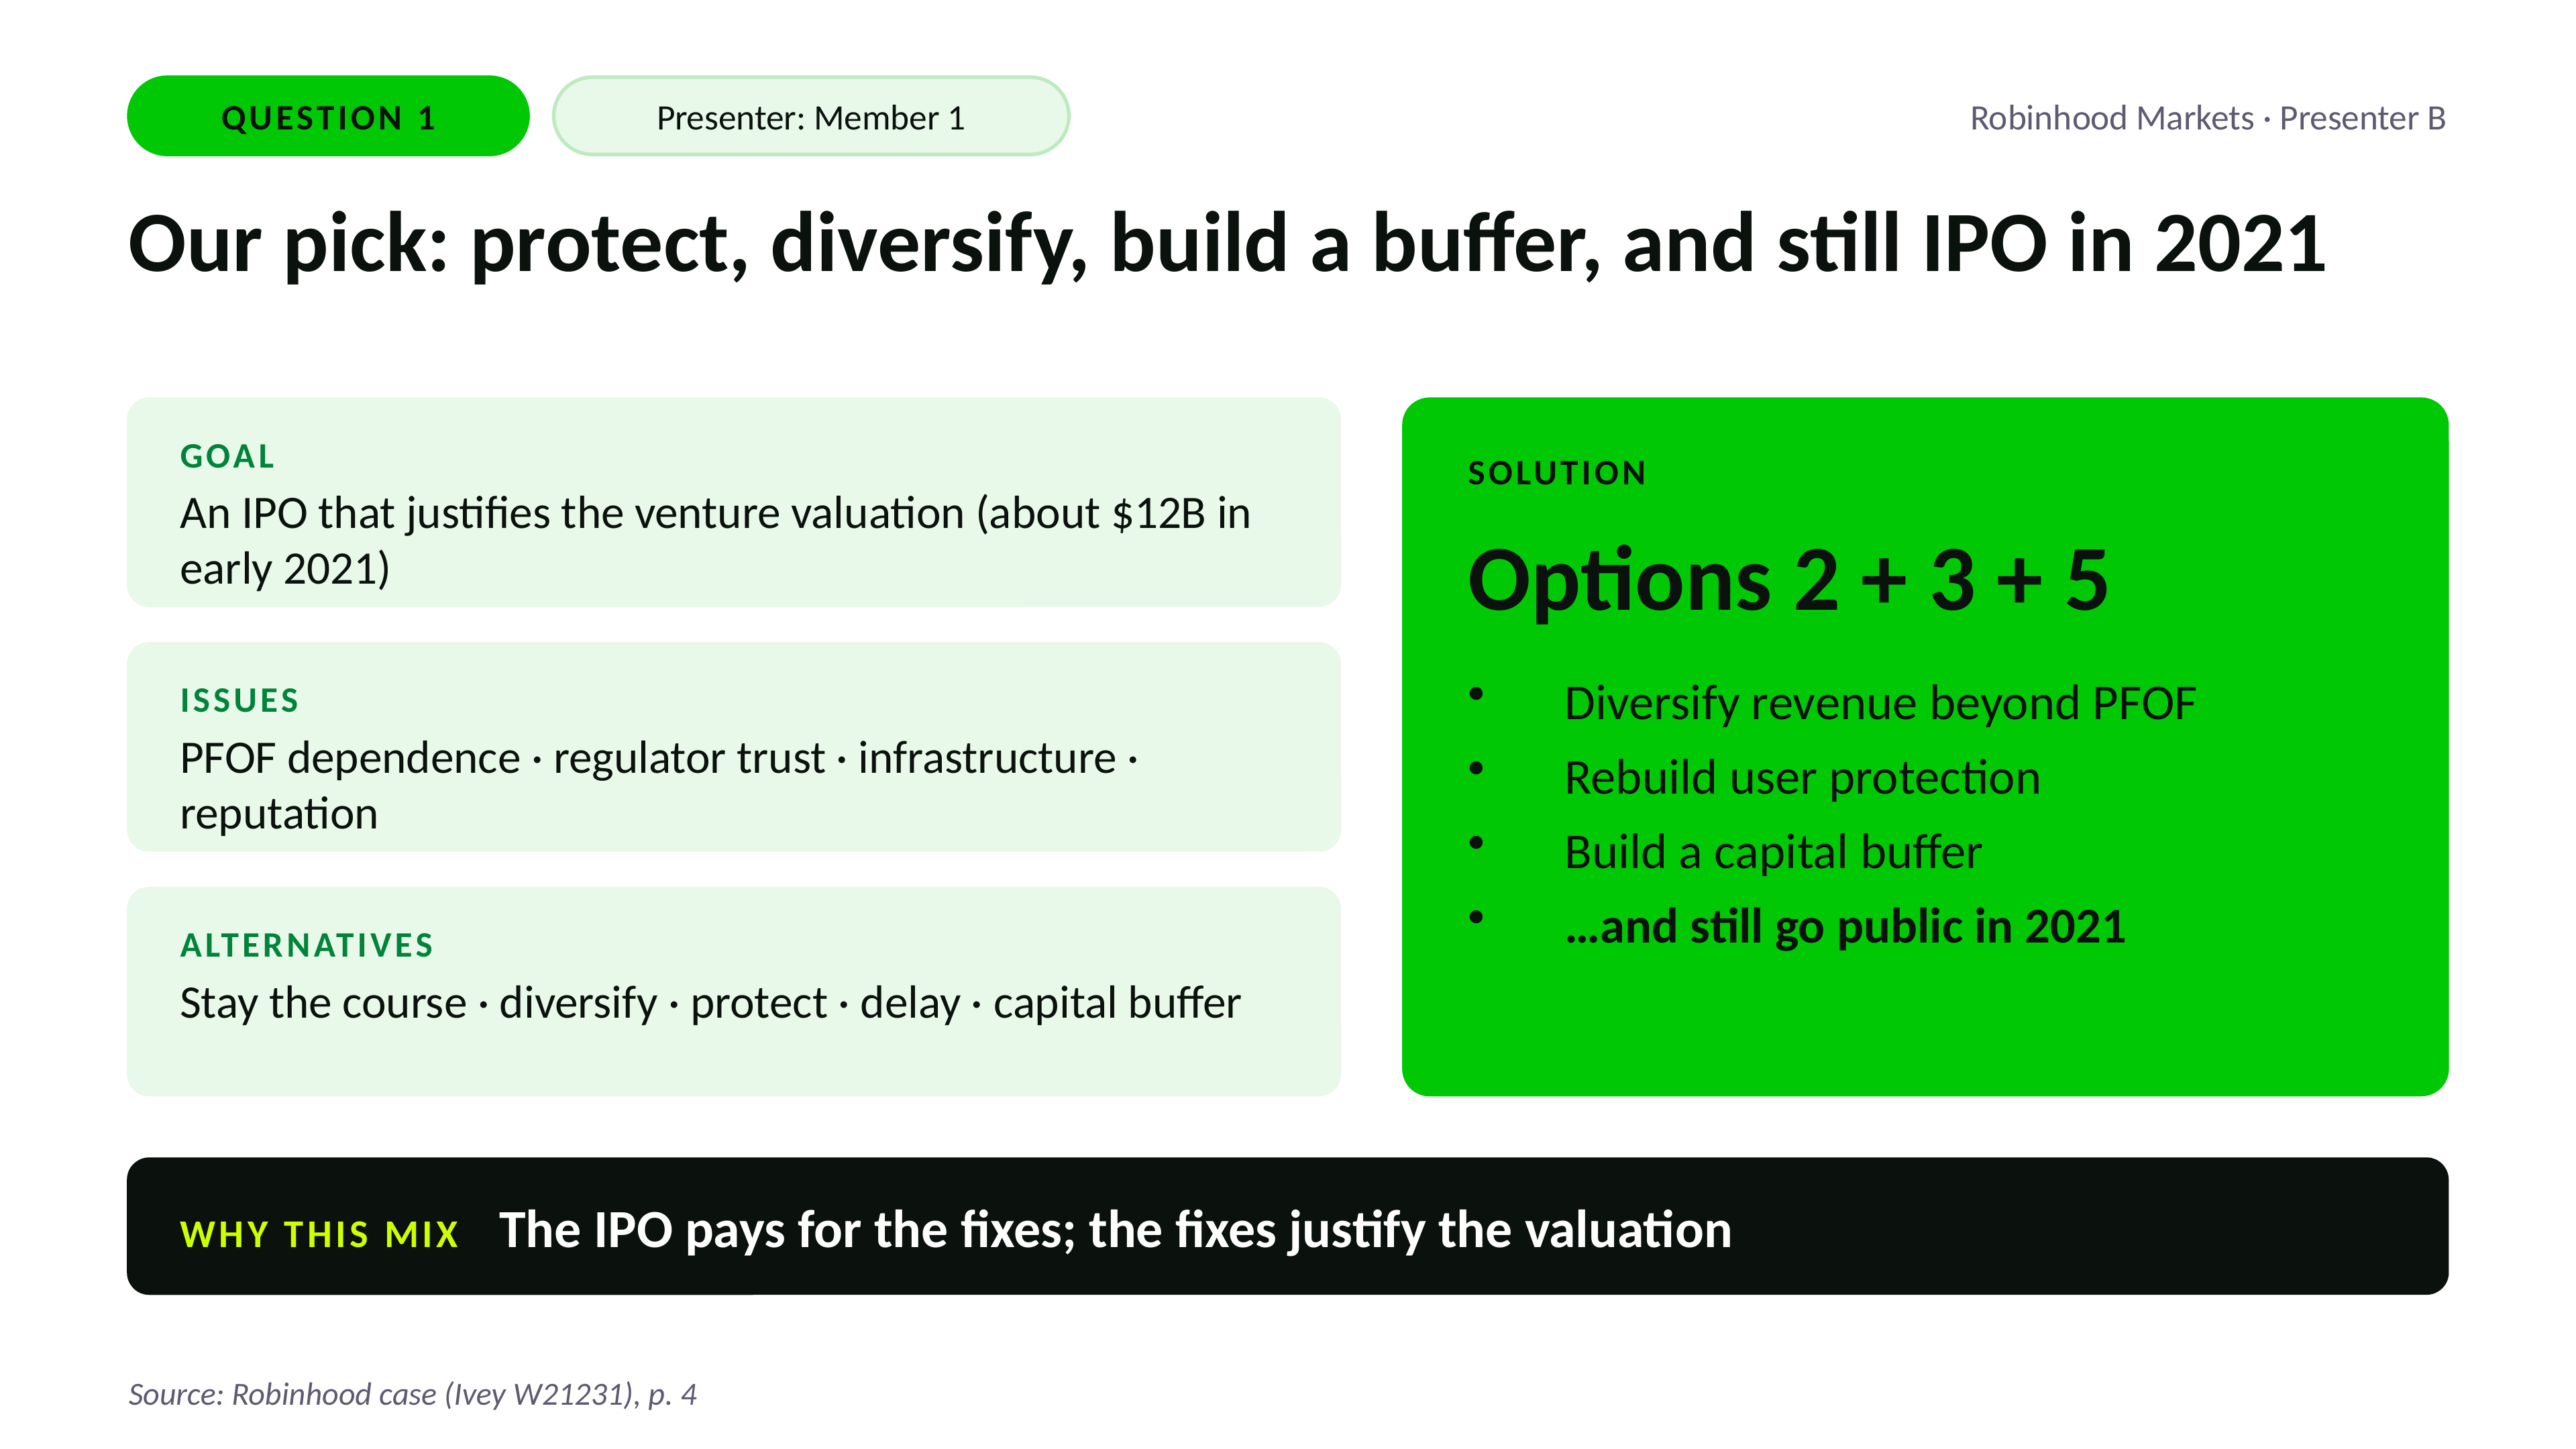 QUESTION 1
Presenter: Member 1
Robinhood Markets · Presenter B
Our pick: protect, diversify, build a buffer, and still IPO in 2021
GOAL
An IPO that justifies the venture valuation (about $12B in
early 2021)
ISSUES
PFOF dependence · regulator trust · infrastructure ·
reputation
ALTERNATIVES
Stay the course · diversify · protect · delay · capital buffer
SOLUTION
Options 2 + 3 + 5
• Diversify revenue beyond PFOF
• Rebuild user protection
• Build a capital buffer
• ...and still go public in 2021
WHY THIS MIX The IPO pays for the fixes; the fixes justify the valuation
Source: Robinhood case (Ivey W21231), p. 4